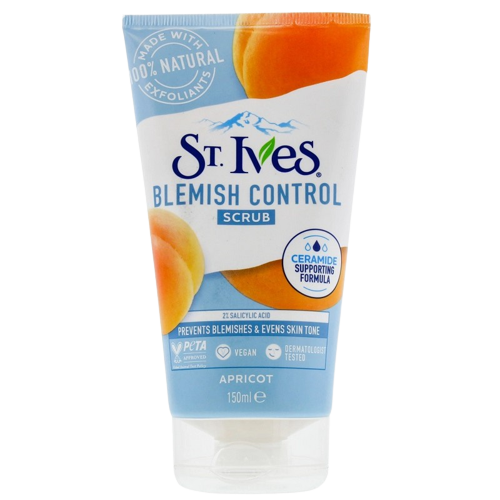 MADE WITH
100% NATURAL
EXFOLIANTS
ST. IVES®
BLEMISH CONTROL
SCRUB
CERAMIDE
SUPPORTING
FORMULA
2% SALICYLIC ACID
PREVENTS BLEMISHES & EVENS SKIN TONE
PETA
APPROVED
VEGAN
DERMATOLOGIST
TESTED
APRICOT
150ml e